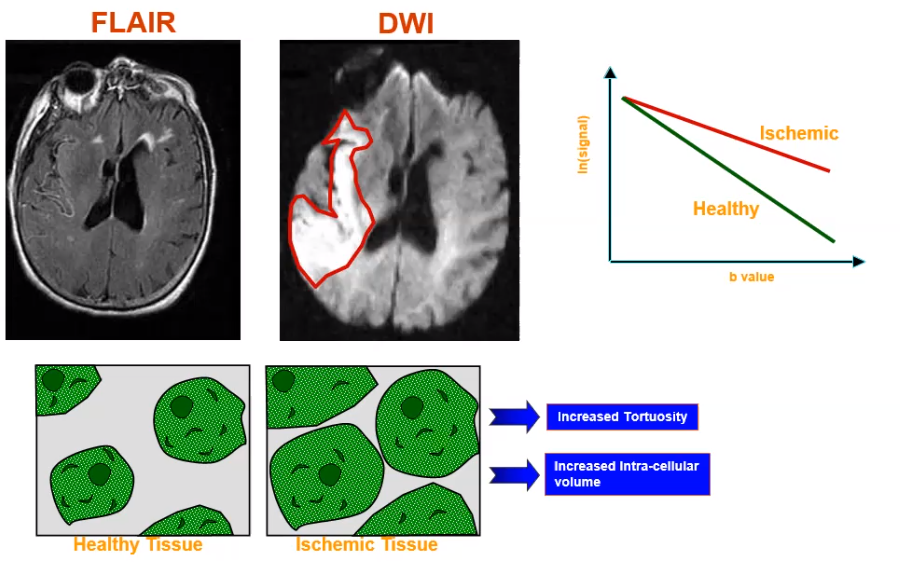 FLAIR
DWI
ln(signal)
Ischemic
Healthy
b value
Increased Tortuosity
Increased Intra-cellular
volume
Healthy Tissue
Ischemic Tissue